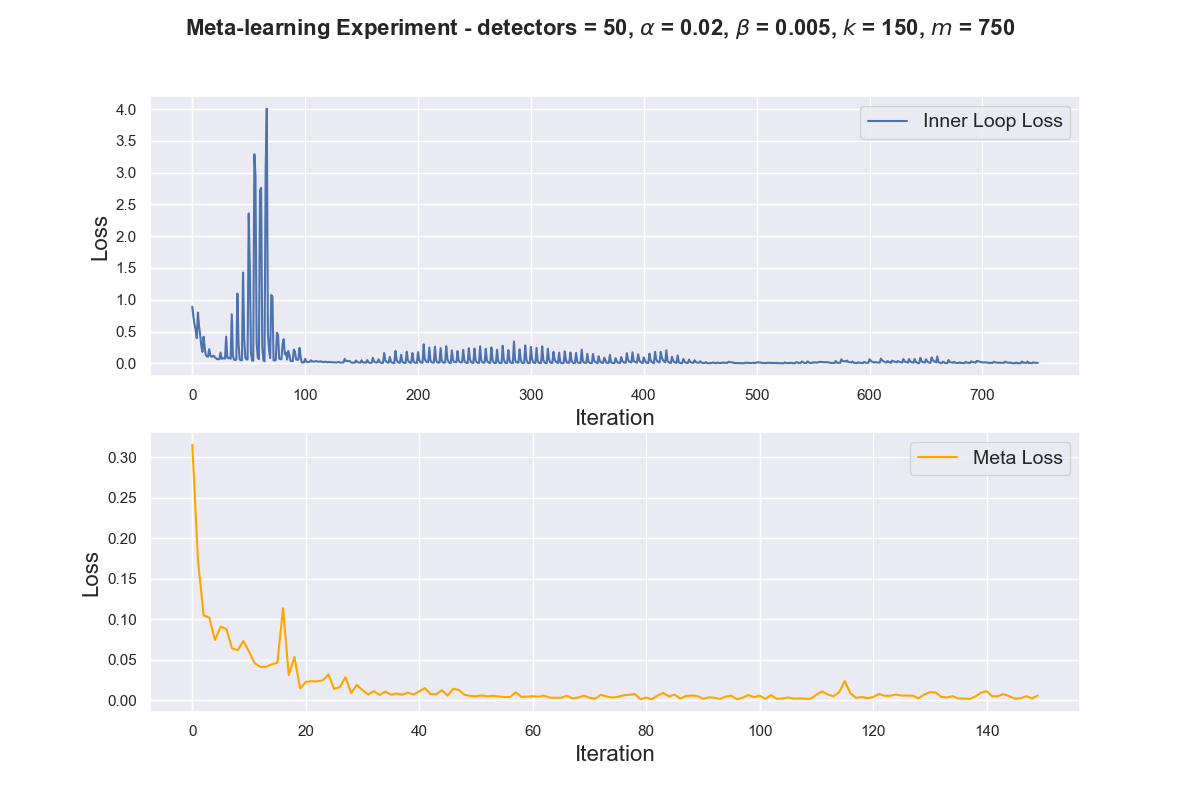 Meta-learning Experiment - detectors = 50, α = 0.02, β = 0.005, k = 150, m = 750
Inner Loop Loss
Loss
4.0
3.5
3.0
2.5
2.0
1.5
1.0
0.5
0.0
0 100 200 300 400 500 600 700
Iteration
Meta Loss
Loss
0.30
0.25
0.20
0.15
0.10
0.05
0.00
0 20 40 60 80 100 120 140
Iteration